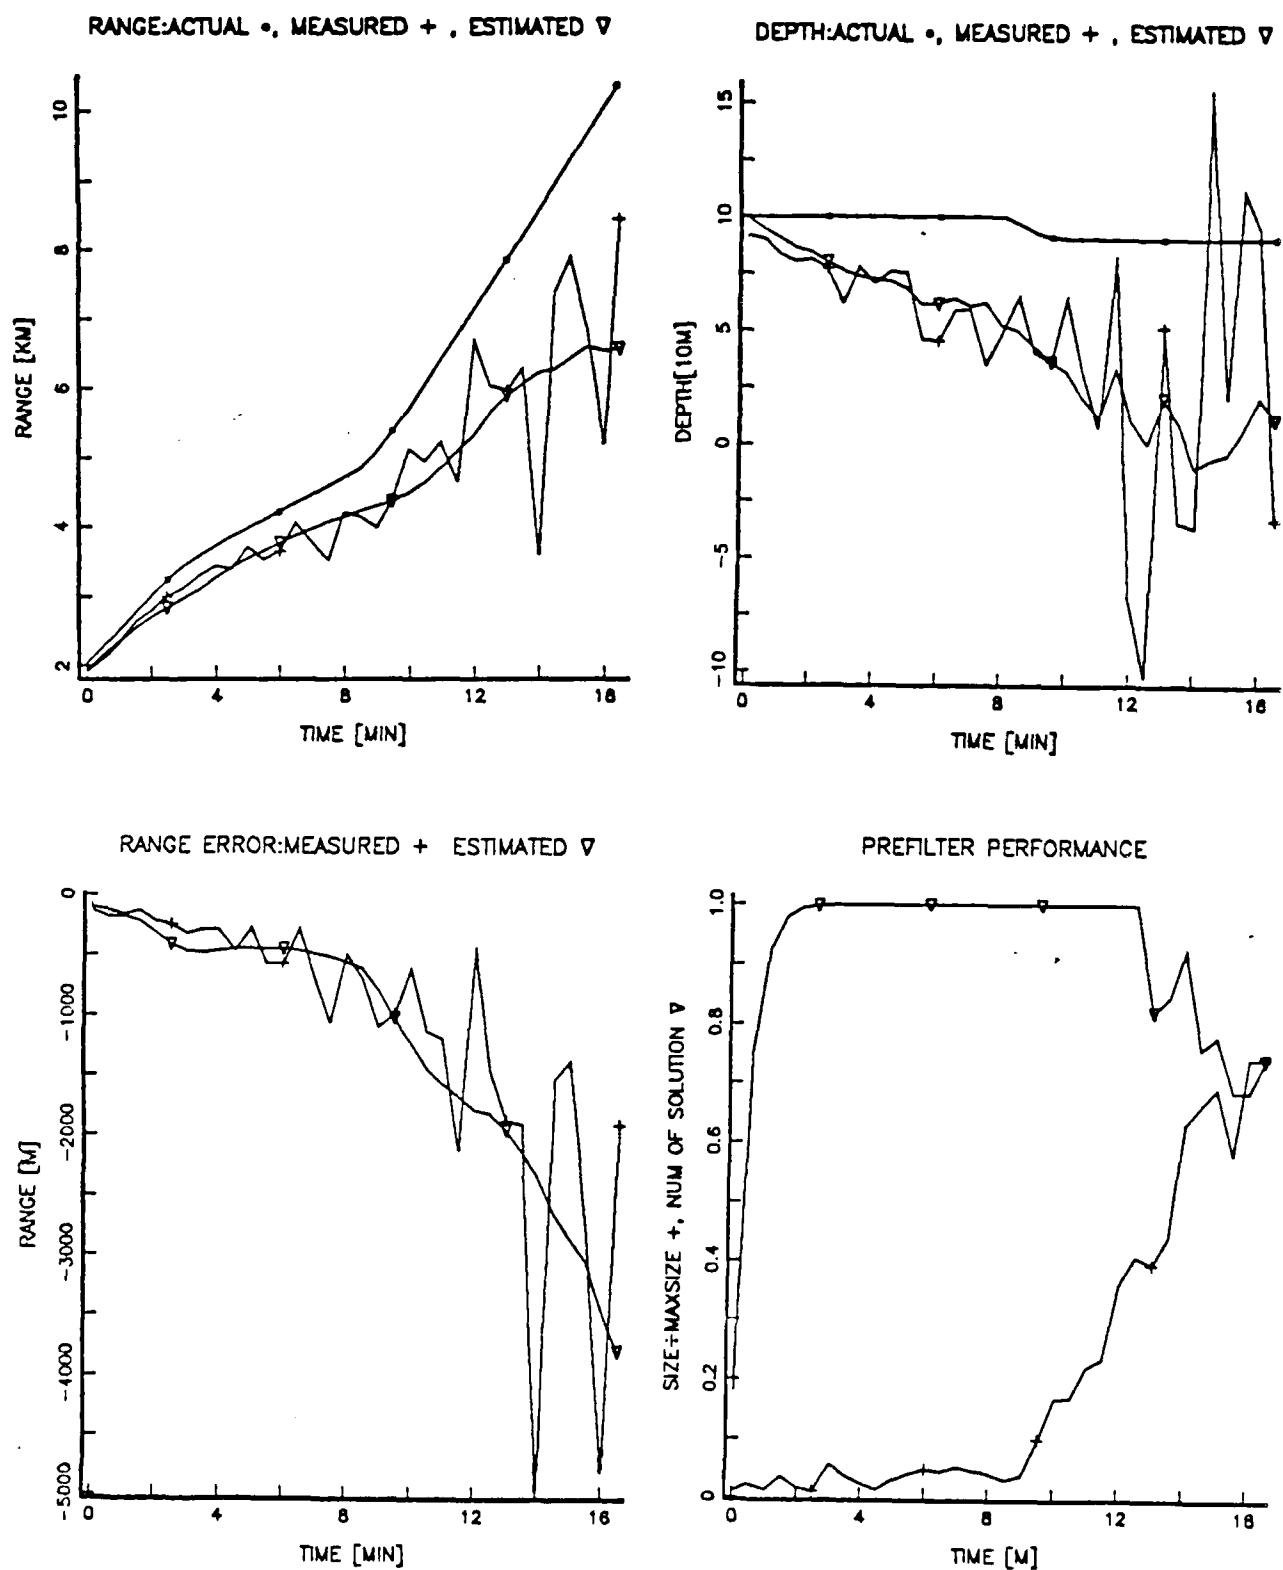 RANGE:ACTUAL •, MEASURED + , ESTIMATED ∇
RANGE [KM]
10
8
6
4
2
0 4 8 12 16
TIME [MIN]
DEPTH:ACTUAL •, MEASURED + , ESTIMATED ∇
DEPTH[10M]
15
10
5
0
-5
-10
0 4 8 12 16
TIME [MIN]
RANGE ERROR:MEASURED + ESTIMATED ∇
RANGE [M]
0
-1000
-2000
-3000
-4000
-5000
0 4 8 12 16
TIME [MIN]
PREFILTER PERFORMANCE
SIZE÷MAXSIZE +, NUM OF SOLUTION ∇
1.0
0.8
0.6
0.4
0.2
0
0 4 8 12 16
TIME [M]